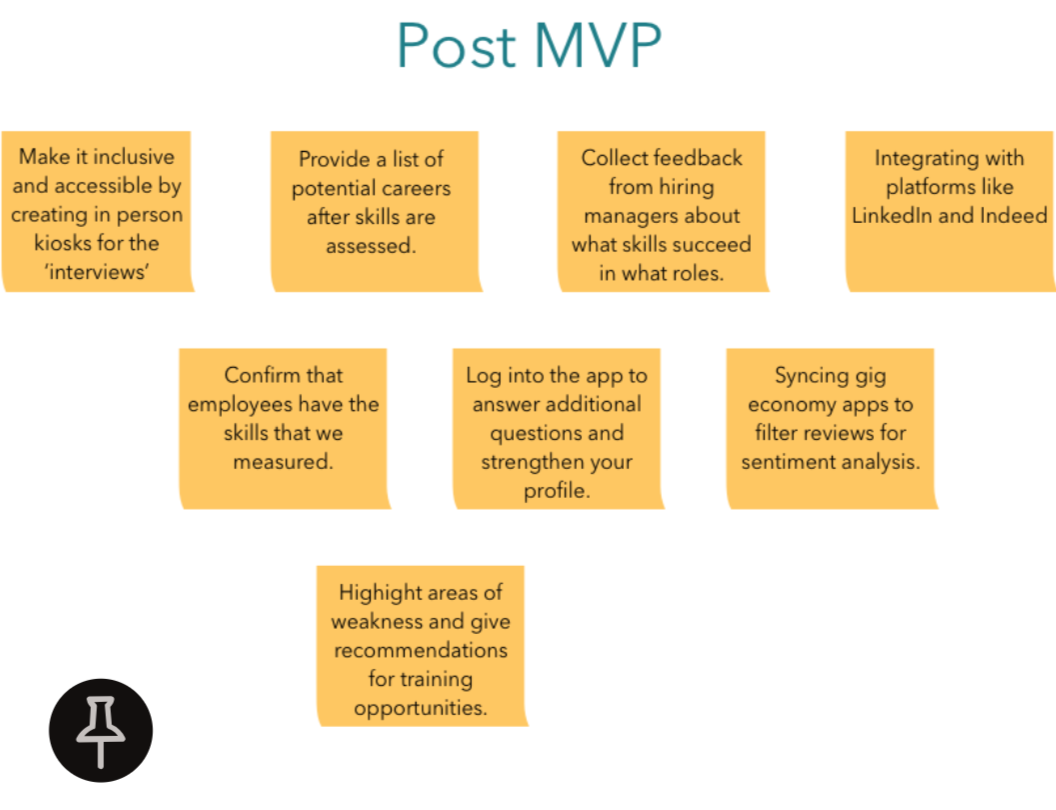 Post MVP
Make it inclusive
and accessible by
creating in person
kiosks for the
‘interviews’
Provide a list of
potential careers
after skills are
assessed.
Collect feedback
from hiring
managers about
what skills succeed
in what roles.
Integrating with
platforms like
LinkedIn and Indeed
Confirm that
employees have the
skills that we
measured.
Log into the app to
answer additional
questions and
strengthen your
profile.
Syncing gig
economy apps to
filter reviews for
sentiment analysis.
Highight areas of
weakness and give
recommendations
for training
opportunities.